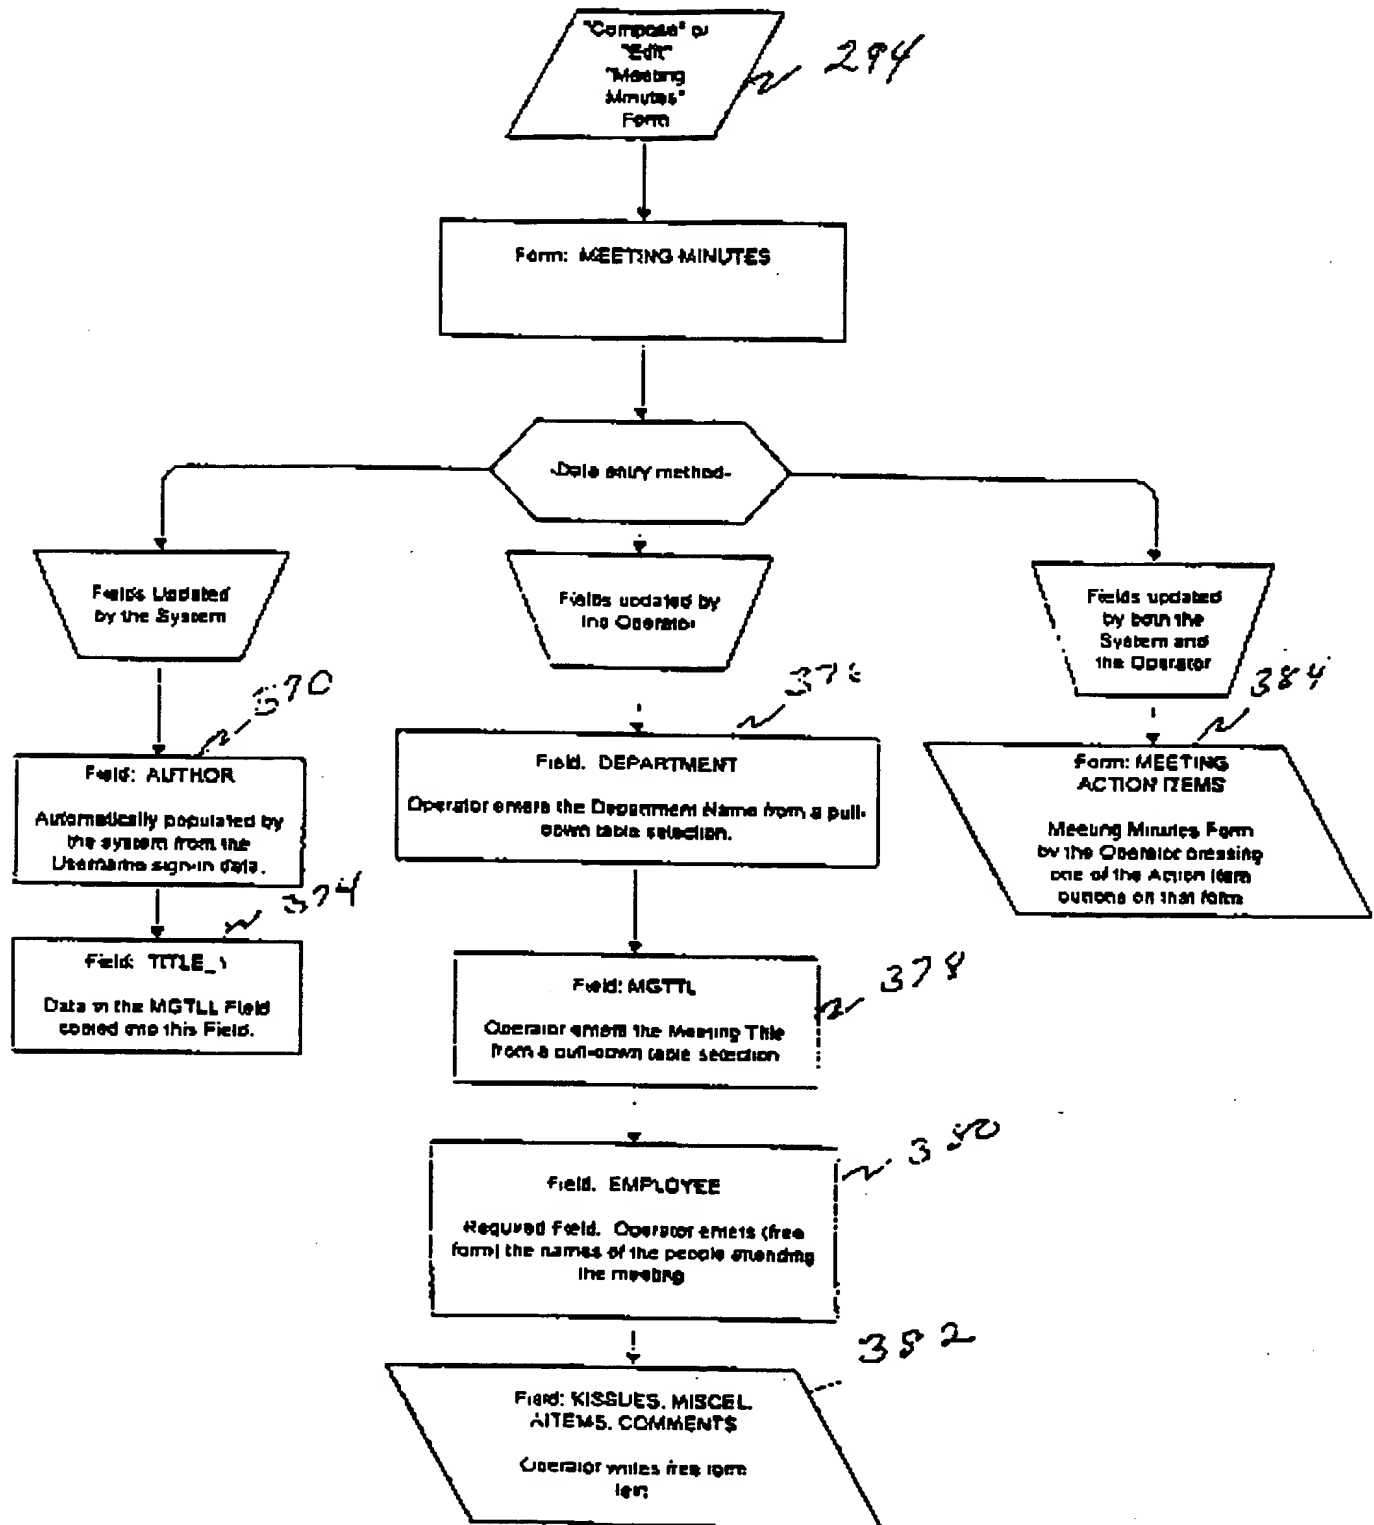 "Compose" or
"Edit"
"Meeting
Minutes"
Form
294
Form: MEETING MINUTES
-Data entry method-
Fields Updated
by the System
Fields updated by
the Operator
Fields updated
by both the
System and
the Operator
370
376
384
Field: AUTHOR
Automatically populated by
the system from the
Username sign-in data.
Field. DEPARTMENT
Operator enters the Department Name from a pull-
down table selection.
Form: MEETING
ACTION ITEMS
Meeting Minutes Form
by the Operator pressing
one of the Action Item
buttons on that form
374
Field: TITLE_1
Data in the MGTLL Field
copied into this Field.
378
Field: MGTTL
Operator enters the Meeting Title
from a pull-down table selection
380
Field. EMPLOYEE
Required Field. Operator enters (free
form) the names of the people attending
the meeting
382
Field: KISSUES. MISCEL.
AITEMS. COMMENTS
Operator writes free form
text